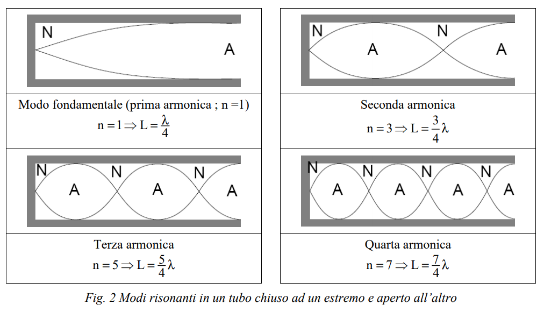 N
A
N
A
N
A
Modo fondamentale (prima armonica ; n =1)
n = 1 ⇒ L = λ/4
Seconda armonica
n = 3 ⇒ L = 3/4 λ
N
A
N
A
N
A
N
A
N
A
N
A
N
A
Terza armonica
n = 5 ⇒ L = 5/4 λ
Quarta armonica
n = 7 ⇒ L = 7/4 λ
Fig. 2 Modi risonanti in un tubo chiuso ad un estremo e aperto all'altro